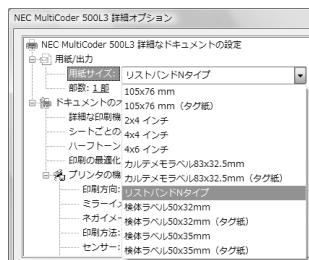 NEC MultiCoder 500L3 詳細オプション
NEC MultiCoder 500L3 詳細なドキュメントの設定
用紙/出力
用紙サイズ: リストバンドNタイプ
部数: 1 部
ドキュメントの
詳細な印刷機
シートごとの
ハーフトーン
印刷の最適化
プリンタの機
印刷方向:
ミラーイ
ネガイメー
印刷方法:
センサー:
105x76 mm
105x76 mm（タグ紙）
2x4 インチ
4x4 インチ
4x6 インチ
カルテメモラベル83x32.5mm
カルテメモラベル83x32.5mm（タグ紙）
リストバンドNタイプ
検体ラベル50x32mm
検体ラベル50x32mm（タグ紙）
検体ラベル50x35mm
検体ラベル50x35mm（タグ紙）